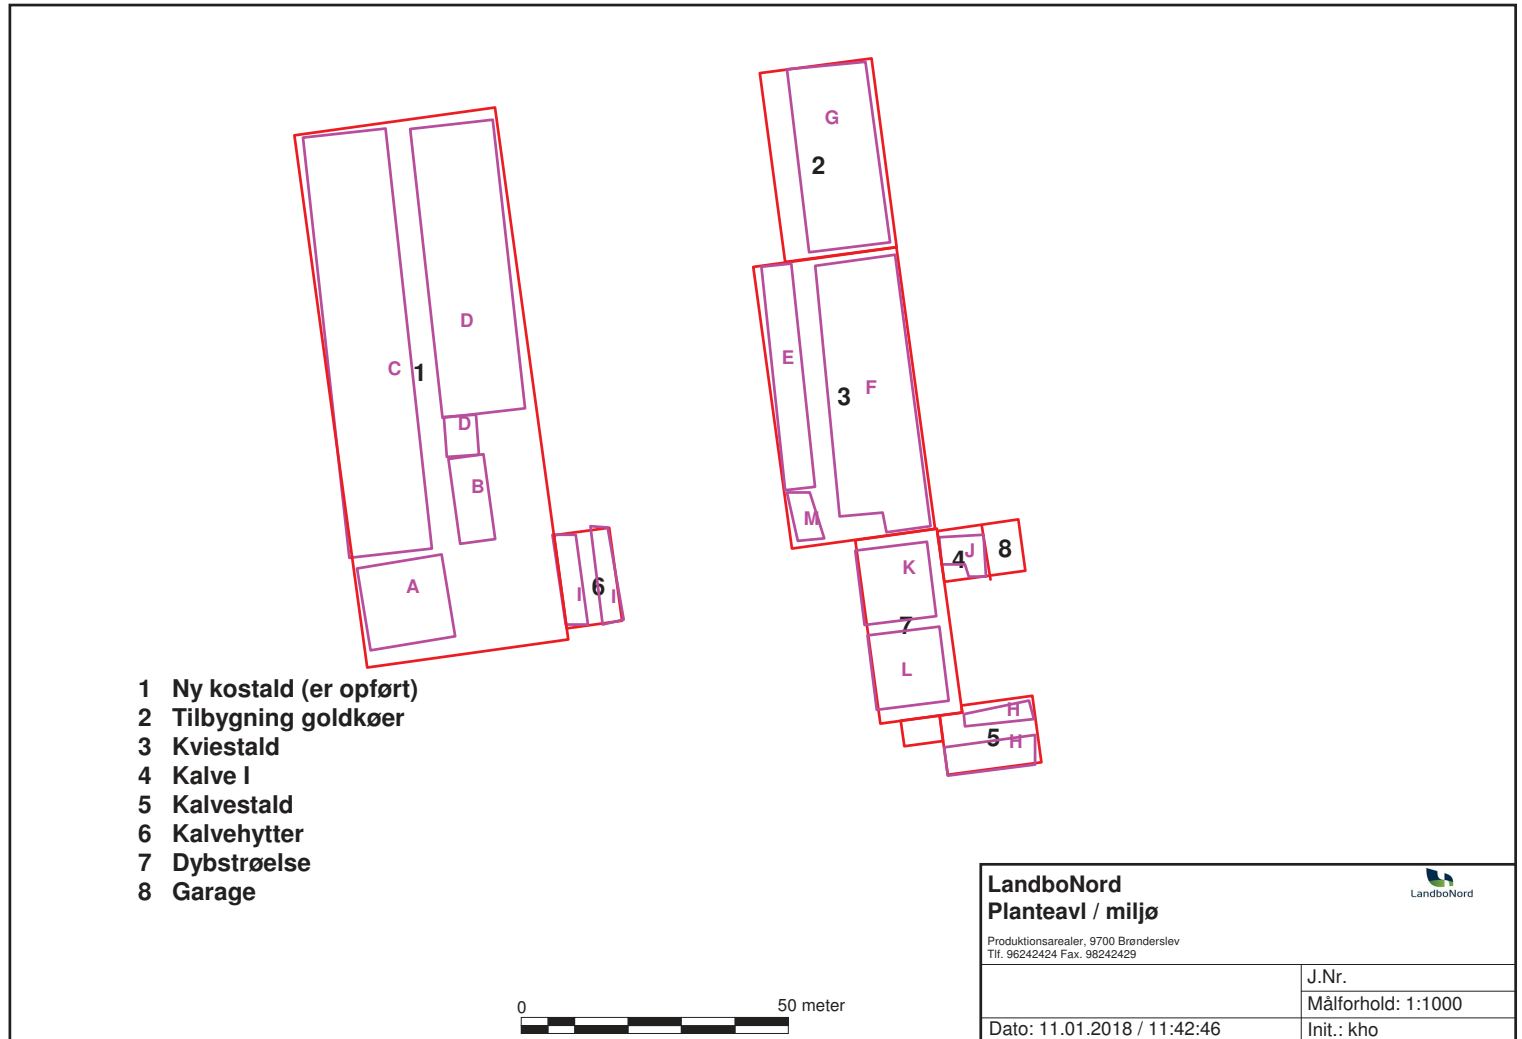 G
2
D
C
1
E
F
3
D
B
M
A
I
6
I
K
4
J
8
7
L
H
5
H
1 Ny kostald (er opført)
2 Tilbygning goldkøer
3 Kviestald
4 Kalve I
5 Kalvestald
6 Kalvehytter
7 Dybstrøelse
8 Garage
0
50 meter
LandboNord
Planteavl / miljø
LandboNord
Produktionsarealer, 9700 Brønderslev
Tlf. 96242424 Fax. 98242429
J.Nr.
Målforhold: 1:1000
Dato: 11.01.2018 / 11:42:46
Init.: kho